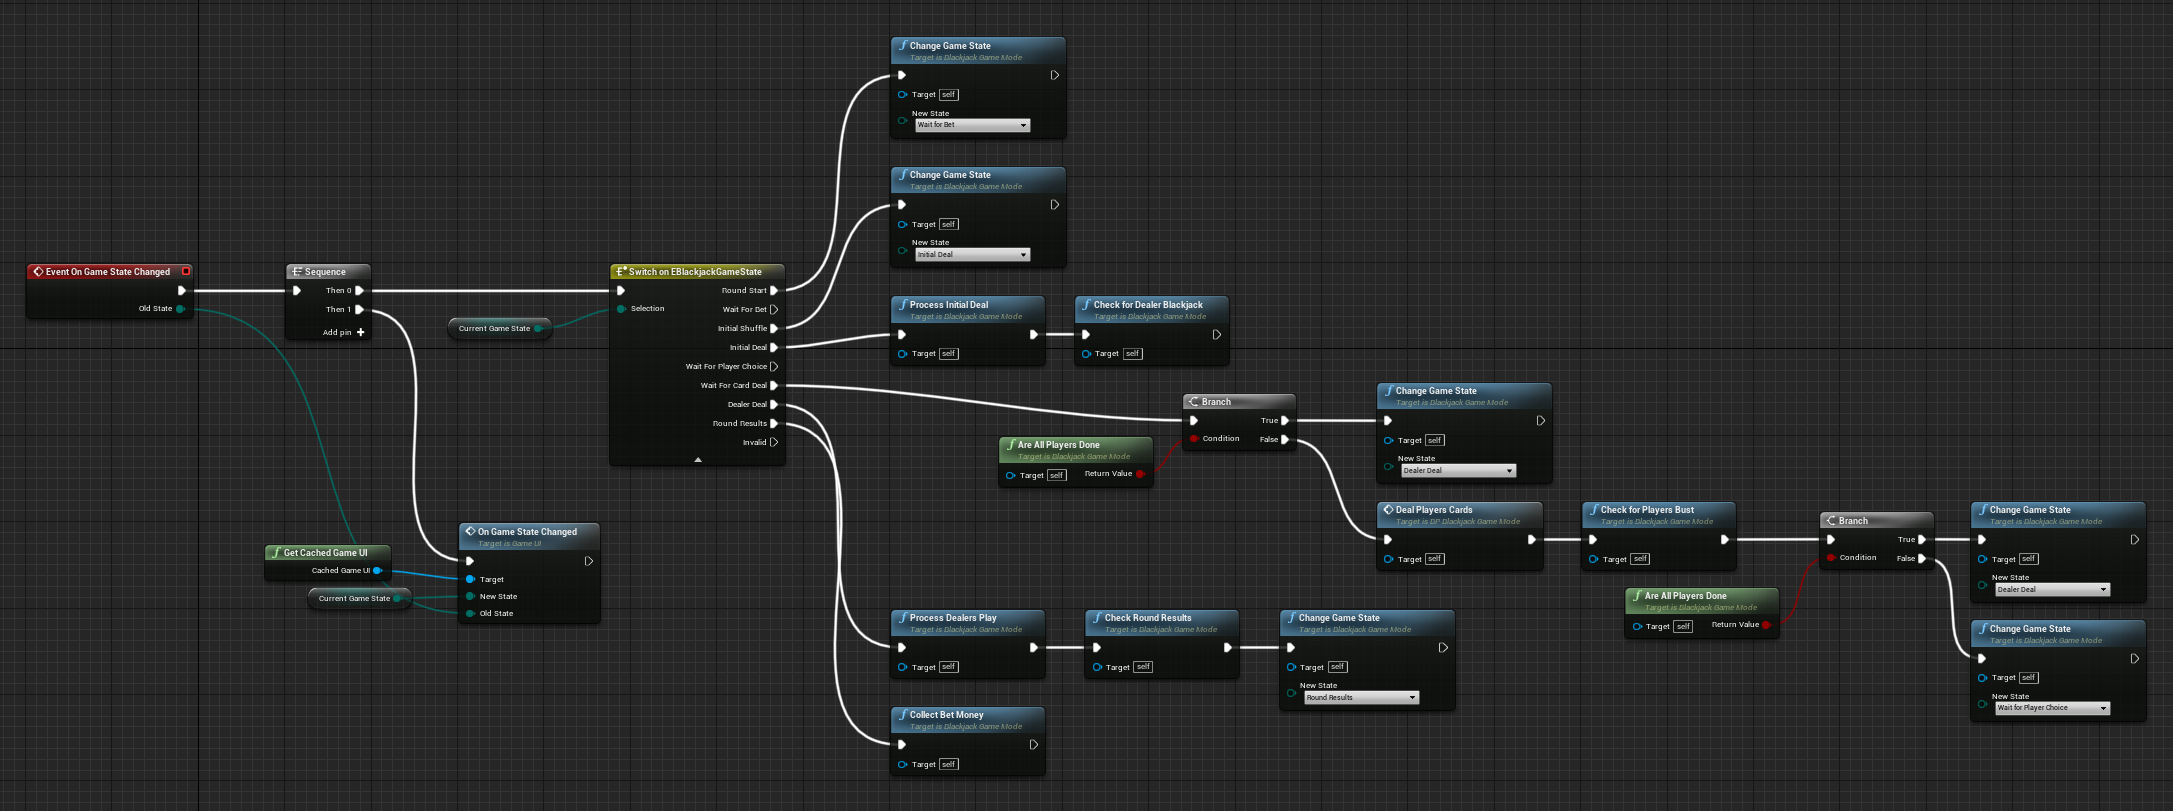 Change Game State
Target is Blackjack Game Mode
Target self
New State
Wait for Bet
Change Game State
Target is Blackjack Game Mode
Target self
New State
Initial Deal
Event On Game State Changed
Old State
Sequence
Then 0
Then 1
Add pin
Current Game State
Switch on EBlackjackGameState
Selection
Round Start
Wait For Bet
Initial Shuffle
Initial Deal
Wait For Player Choice
Wait For Card Deal
Dealer Deal
Round Results
Invalid
Process Initial Deal
Target is Blackjack Game Mode
Target self
Check for Dealer Blackjack
Target is Blackjack Game Mode
Target self
Are All Players Done
Target is Blackjack Game Mode
Target self
Return Value
Branch
Condition
True
False
Change Game State
Target is Blackjack Game Mode
Target self
New State
Dealer Deal
Deal Players Cards
Target is DP Blackjack Game Mode
Target self
Check for Players Bust
Target is Blackjack Game Mode
Target self
Branch
Condition
True
False
Are All Players Done
Target is Blackjack Game Mode
Target self
Return Value
Change Game State
Target is Blackjack Game Mode
Target self
New State
Dealer Deal
Change Game State
Target is Blackjack Game Mode
Target self
New State
Wait for Player Choice
Get Cached Game UI
Cached Game UI
Current Game State
On Game State Changed
Target is Game UI
Target
New State
Old State
Process Dealers Play
Target is Blackjack Game Mode
Target self
Check Round Results
Target is Blackjack Game Mode
Target self
Change Game State
Target is Blackjack Game Mode
Target self
New State
Round Results
Collect Bet Money
Target is Blackjack Game Mode
Target self